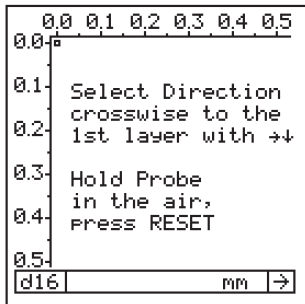 0.0 0.1 0.2 0.3 0.4 0.5
0.0
0.1
Select Direction
crosswise to the
0.2
1st layer with →↓
0.3
Hold Probe
in the air,
0.4
press RESET
0.5
d16 mm →